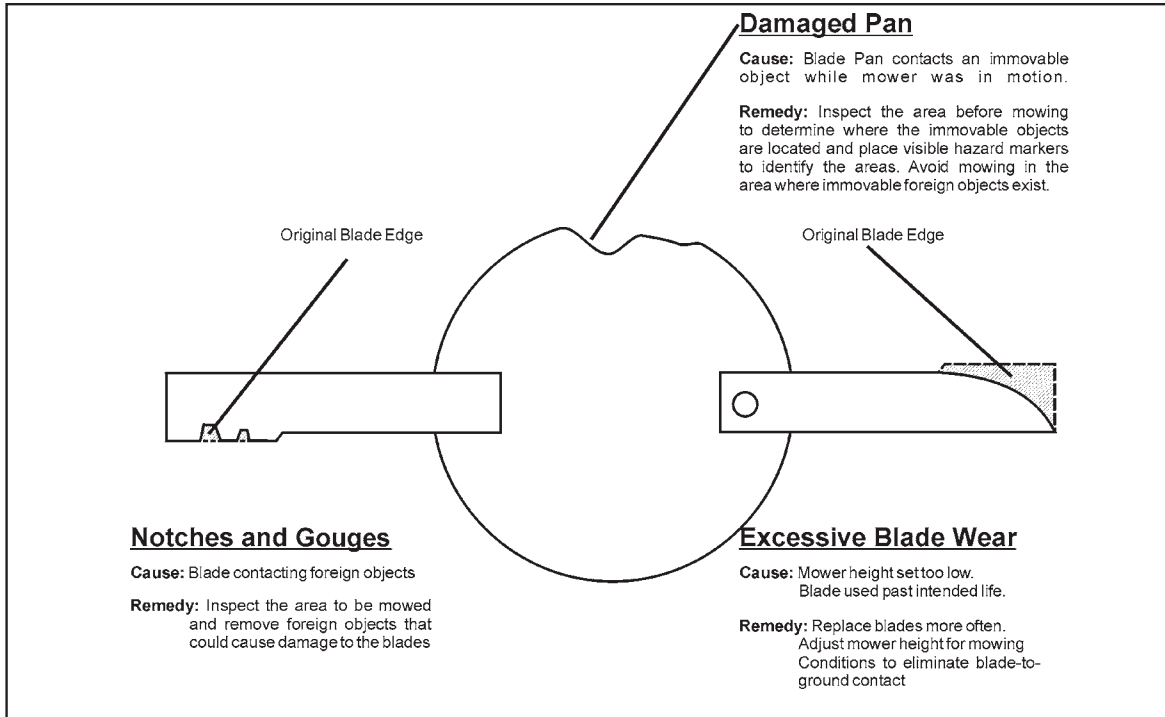 Damaged Pan
Cause: Blade Pan contacts an immovable
object while mower was in motion.
Remedy: Inspect the area before mowing
to determine where the immovable objects
are located and place visible hazard markers
to identify the areas. Avoid mowing in the
area where immovable foreign objects exist.
Original Blade Edge
Original Blade Edge
Notches and Gouges
Cause: Blade contacting foreign objects
Remedy: Inspect the area to be mowed
and remove foreign objects that
could cause damage to the blades
Excessive Blade Wear
Cause: Mower height set too low.
Blade used past intended life.
Remedy: Replace blades more often.
Adjust mower height for mowing
Conditions to eliminate blade-to-
ground contact